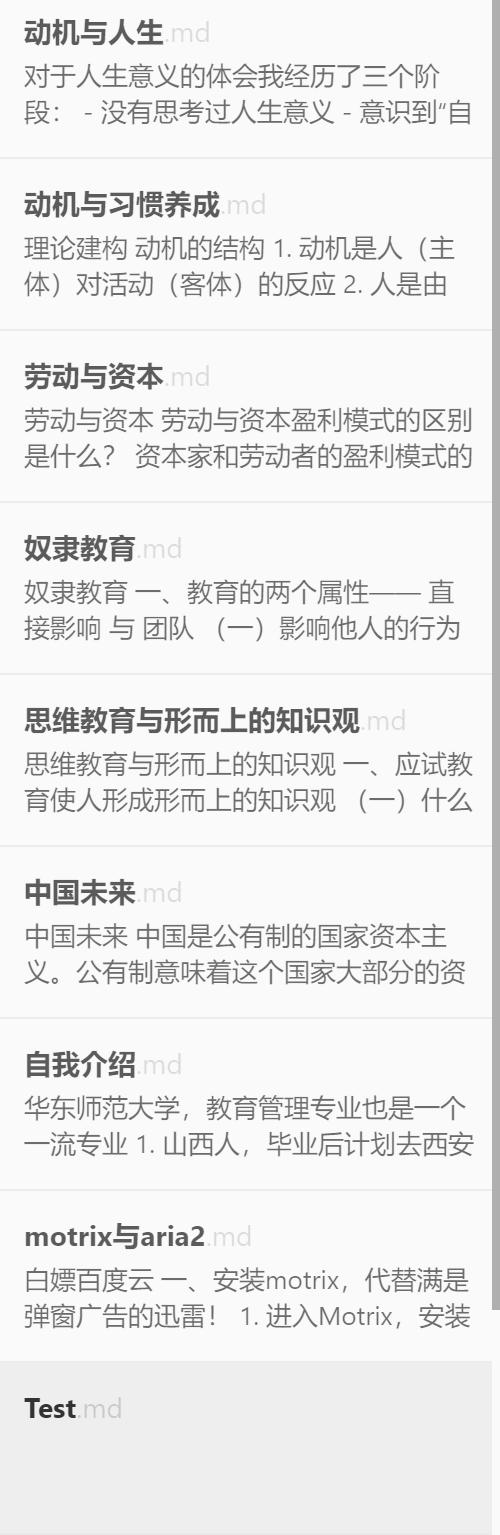 动机与人生.md
对于人生意义的体会我经历了三个阶
段： - 没有思考过人生意义 - 意识到“自
动机与习惯养成.md
理论建构 动机的结构 1. 动机是人（主
体）对活动（客体）的反应 2. 人是由
劳动与资本.md
劳动与资本 劳动与资本盈利模式的区别
是什么？ 资本家和劳动者的盈利模式的
奴隶教育.md
奴隶教育 一、教育的两个属性—— 直
接影响 与 团队 （一）影响他人的行为
思维教育与形而上的知识观.md
思维教育与形而上的知识观 一、应试教
育使人形成形而上的知识观 （一）什么
中国未来.md
中国未来 中国是公有制的国家资本主
义。公有制意味着这个国家大部分的资
自我介绍.md
华东师范大学，教育管理专业也是一个
一流专业 1. 山西人，毕业后计划去西安
motrix与aria2.md
白嫖百度云 一、安装motrix，代替满是
弹窗广告的迅雷！ 1. 进入Motrix，安装
Test.md